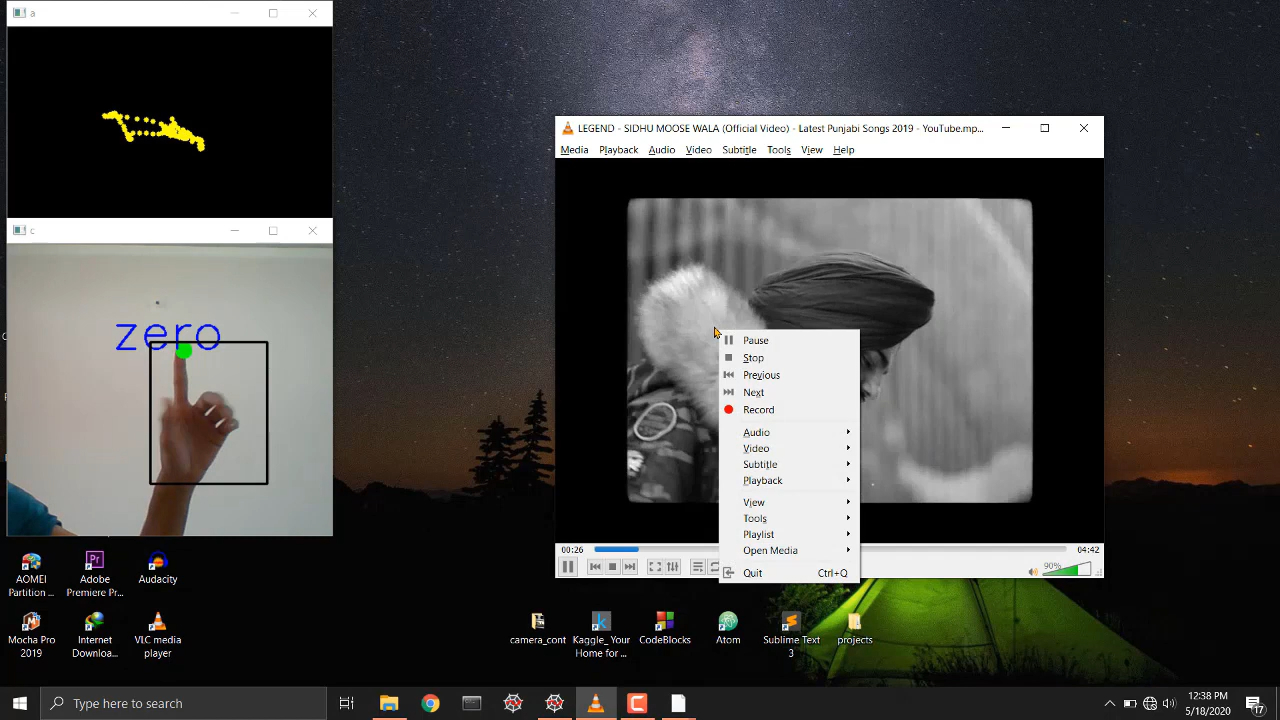 a
c
zero
LEGEND - SIDHU MOOSE WALA (Official Video) - Latest Punjabi Songs 2019 - YouTube.mp...
Media Playback Audio Video Subtitle Tools View Help
Pause
Stop
Previous
Next
Record
Audio
Video
Subtitle
Playback
View
Tools
Playlist
Open Media
Quit Ctrl+Q
00:26
04:42
90%
AOMEI
Partition ...
Adobe
Premiere P...
Audacity
Mocha Pro
2019
Internet
Downloa...
VLC media
player
camera_cont
Kaggle_Your
Home for ...
CodeBlocks
Atom
Sublime Text
3
projects
Type here to search
12:38 PM
5/18/2020
17